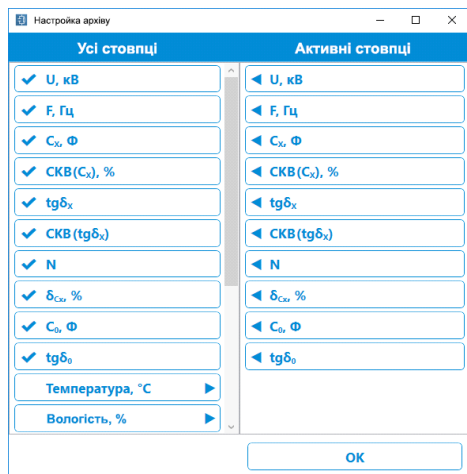 Настройка архіву
Усі стовпці
Активні стовпці
U, кВ
F, Гц
Cₓ, Ф
СКВ(Cₓ), %
tgδₓ
СКВ(tgδₓ)
N
δCₓ, %
C₀, Ф
tgδ₀
Температура, °C
Вологість, %
U, кВ
F, Гц
Cₓ, Ф
СКВ(Cₓ), %
tgδₓ
СКВ(tgδₓ)
N
δCₓ, %
C₀, Ф
tgδ₀
OK